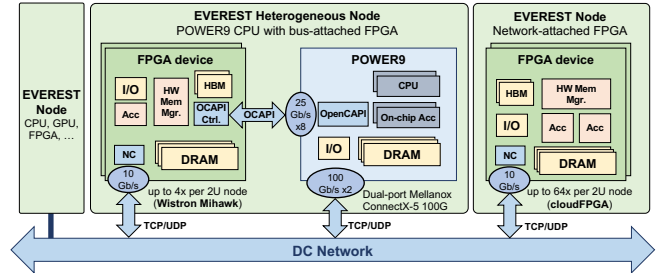 EVEREST
Node
CPU, GPU,
FPGA, ...
EVEREST Heterogeneous Node
POWER9 CPU with bus-attached FPGA
FPGA device
I/O
Acc
HW
Mem
Mgr.
HBM
OCAPI
Ctrl.
NC
DRAM
10
Gb/s
up to 4x per 2U node
(Wistron Mihawk)
OCAPI
25
Gb/s
x8
POWER9
CPU
OpenCAPI
On-chip Acc
I/O
DRAM
100
Gb/s x2
Dual-port Mellanox
ConnectX-5 100G
EVEREST Node
Network-attached FPGA
FPGA device
HBM
HW Mem
Mgr.
I/O
Acc
Acc
NC
DRAM
10
Gb/s
up to 64x per 2U node
(cloudFPGA)
TCP/UDP
TCP/UDP
TCP/UDP
DC Network